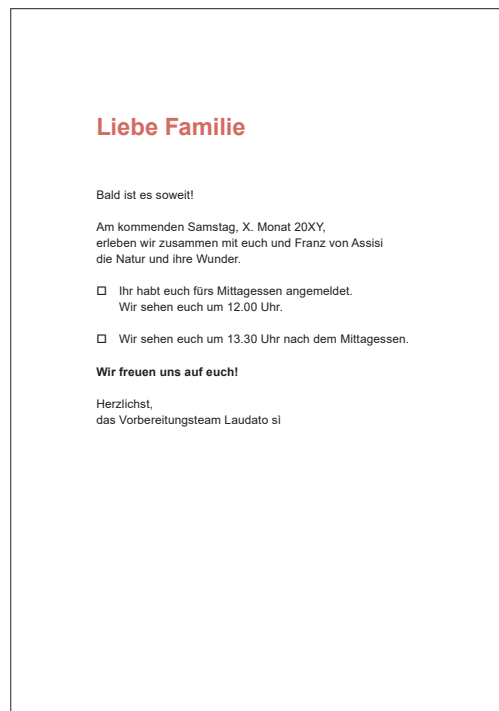 Liebe Familie
Bald ist es soweit!
Am kommenden Samstag, X. Monat 20XY,
erleben wir zusammen mit euch und Franz von Assisi
die Natur und ihre Wunder.
☐ Ihr habt euch fürs Mittagessen angemeldet.
Wir sehen euch um 12.00 Uhr.
☐ Wir sehen euch um 13.30 Uhr nach dem Mittagessen.
Wir freuen uns auf euch!
Herzlichst,
das Vorbereitungsteam Laudato sì